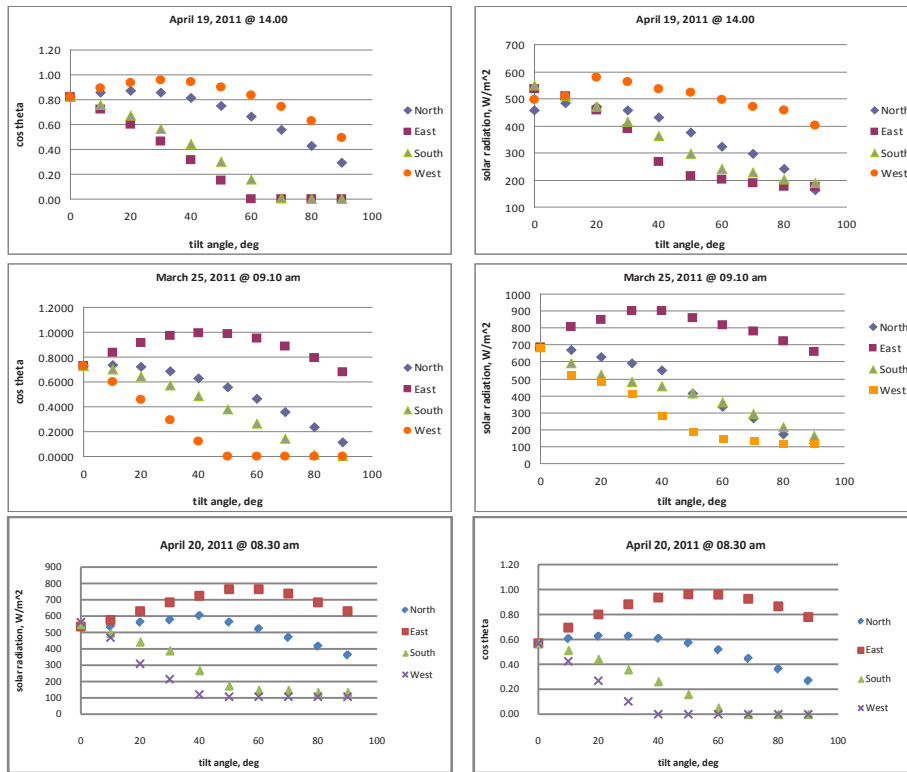 April 19, 2011 @ 14.00
cos theta
1.20
1.00
0.80
0.60
0.40
0.20
0.00
0 20 40 60 80 100
tilt angle, deg
North
East
South
West
April 19, 2011 @ 14.00
solar radiation, W/m^2
700
600
500
400
300
200
100
0 20 40 60 80 100
tilt angle, deg
North
East
South
West
March 25, 2011 @ 09.10 am
cos theta
1.2000
1.0000
0.8000
0.6000
0.4000
0.2000
0.0000
0 20 40 60 80 100
tilt angle, deg
North
East
South
West
March 25, 2011 @ 09.10 am
solar radiation, W/m^2
1000
900
800
700
600
500
400
300
200
100
0
0 20 40 60 80 100
tilt angle, deg
North
East
South
West
April 20, 2011 @ 08.30 am
solar radiation, W/m^2
900
800
700
600
500
400
300
200
100
0
0 20 40 60 80 100
tilt angle, deg
North
East
South
West
April 20, 2011 @ 08.30 am
cos theta
1.20
1.00
0.80
0.60
0.40
0.20
0.00
0 20 40 60 80 100
tilt angle, deg
North
East
South
West